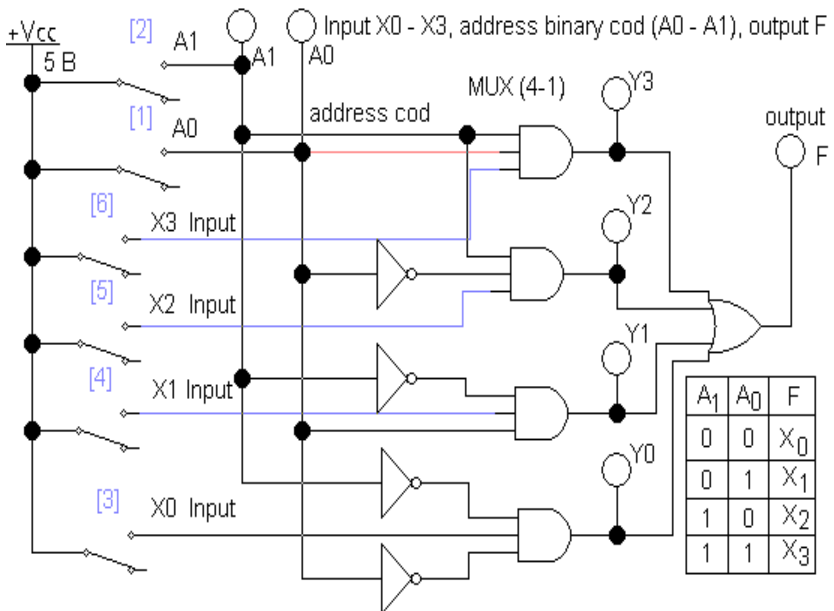 Input X0 - X3, address binary cod (A0 - A1), output F
+Vcc
5 B
[2]
A1
A1
A0
[1]
A0
address cod
MUX (4-1)
Y3
output
F
[6]
X3 Input
Y2
[5]
X2 Input
Y1
[4]
X1 Input
[3]
X0 Input
Y0
A1 A0 F
0 0 X0
0 1 X1
1 0 X2
1 1 X3